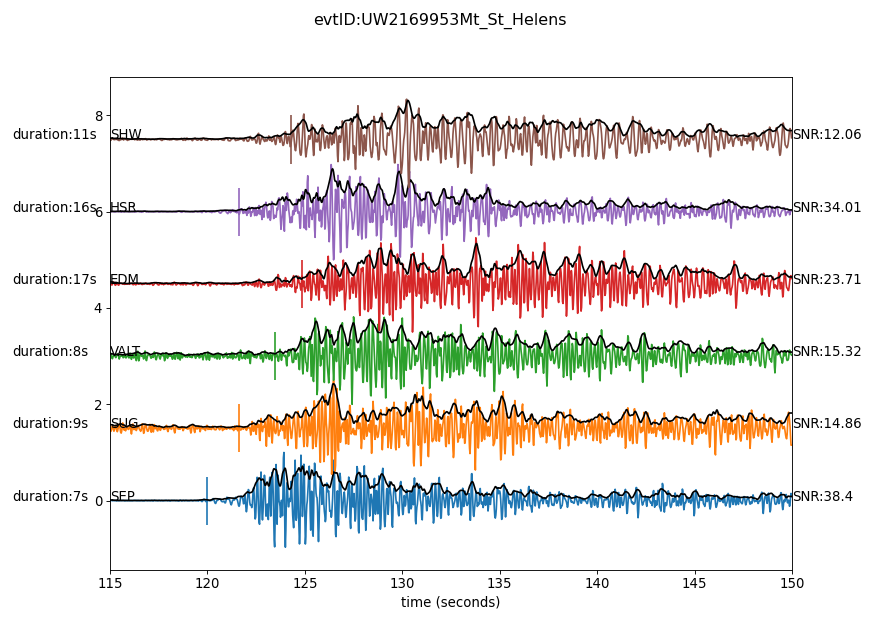 evtID:UW2169953Mt_St_Helens
8
duration:11s SHW SNR:12.06
duration:16s HSR SNR:34.01
6
duration:17s EDM SNR:23.71
4
duration:8s VALT SNR:15.32
2
duration:9s SUG SNR:14.86
duration:7s SEP SNR:38.4
0
115 120 125 130 135 140 145 150
time (seconds)